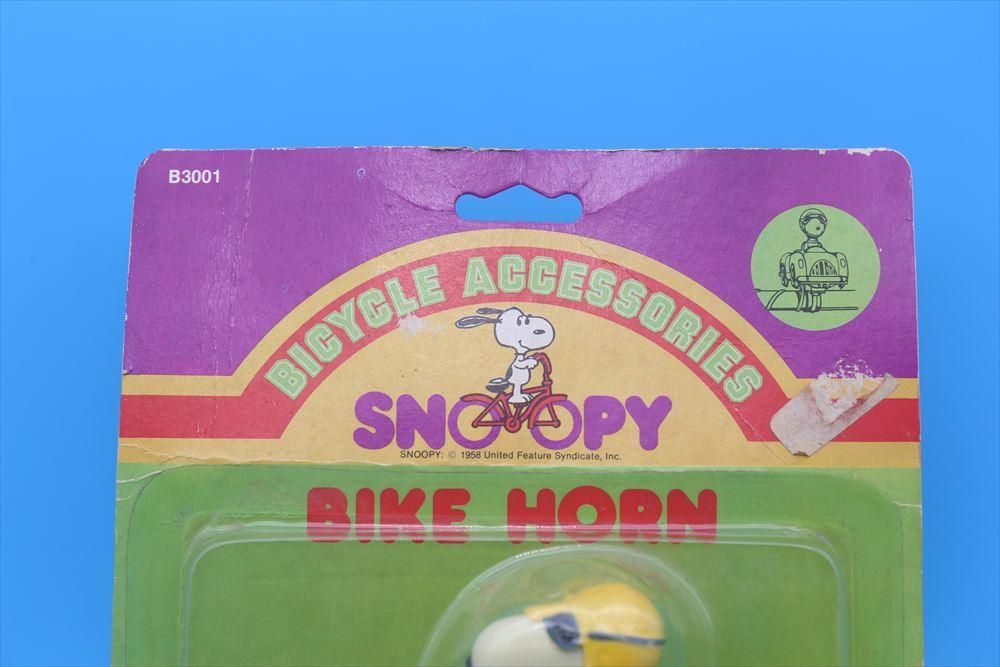 B3001
BICYCLE ACCESSORIES
SNOOPY
SNOOPY: © 1958 United Feature Syndicate, Inc.
BIKE HORN